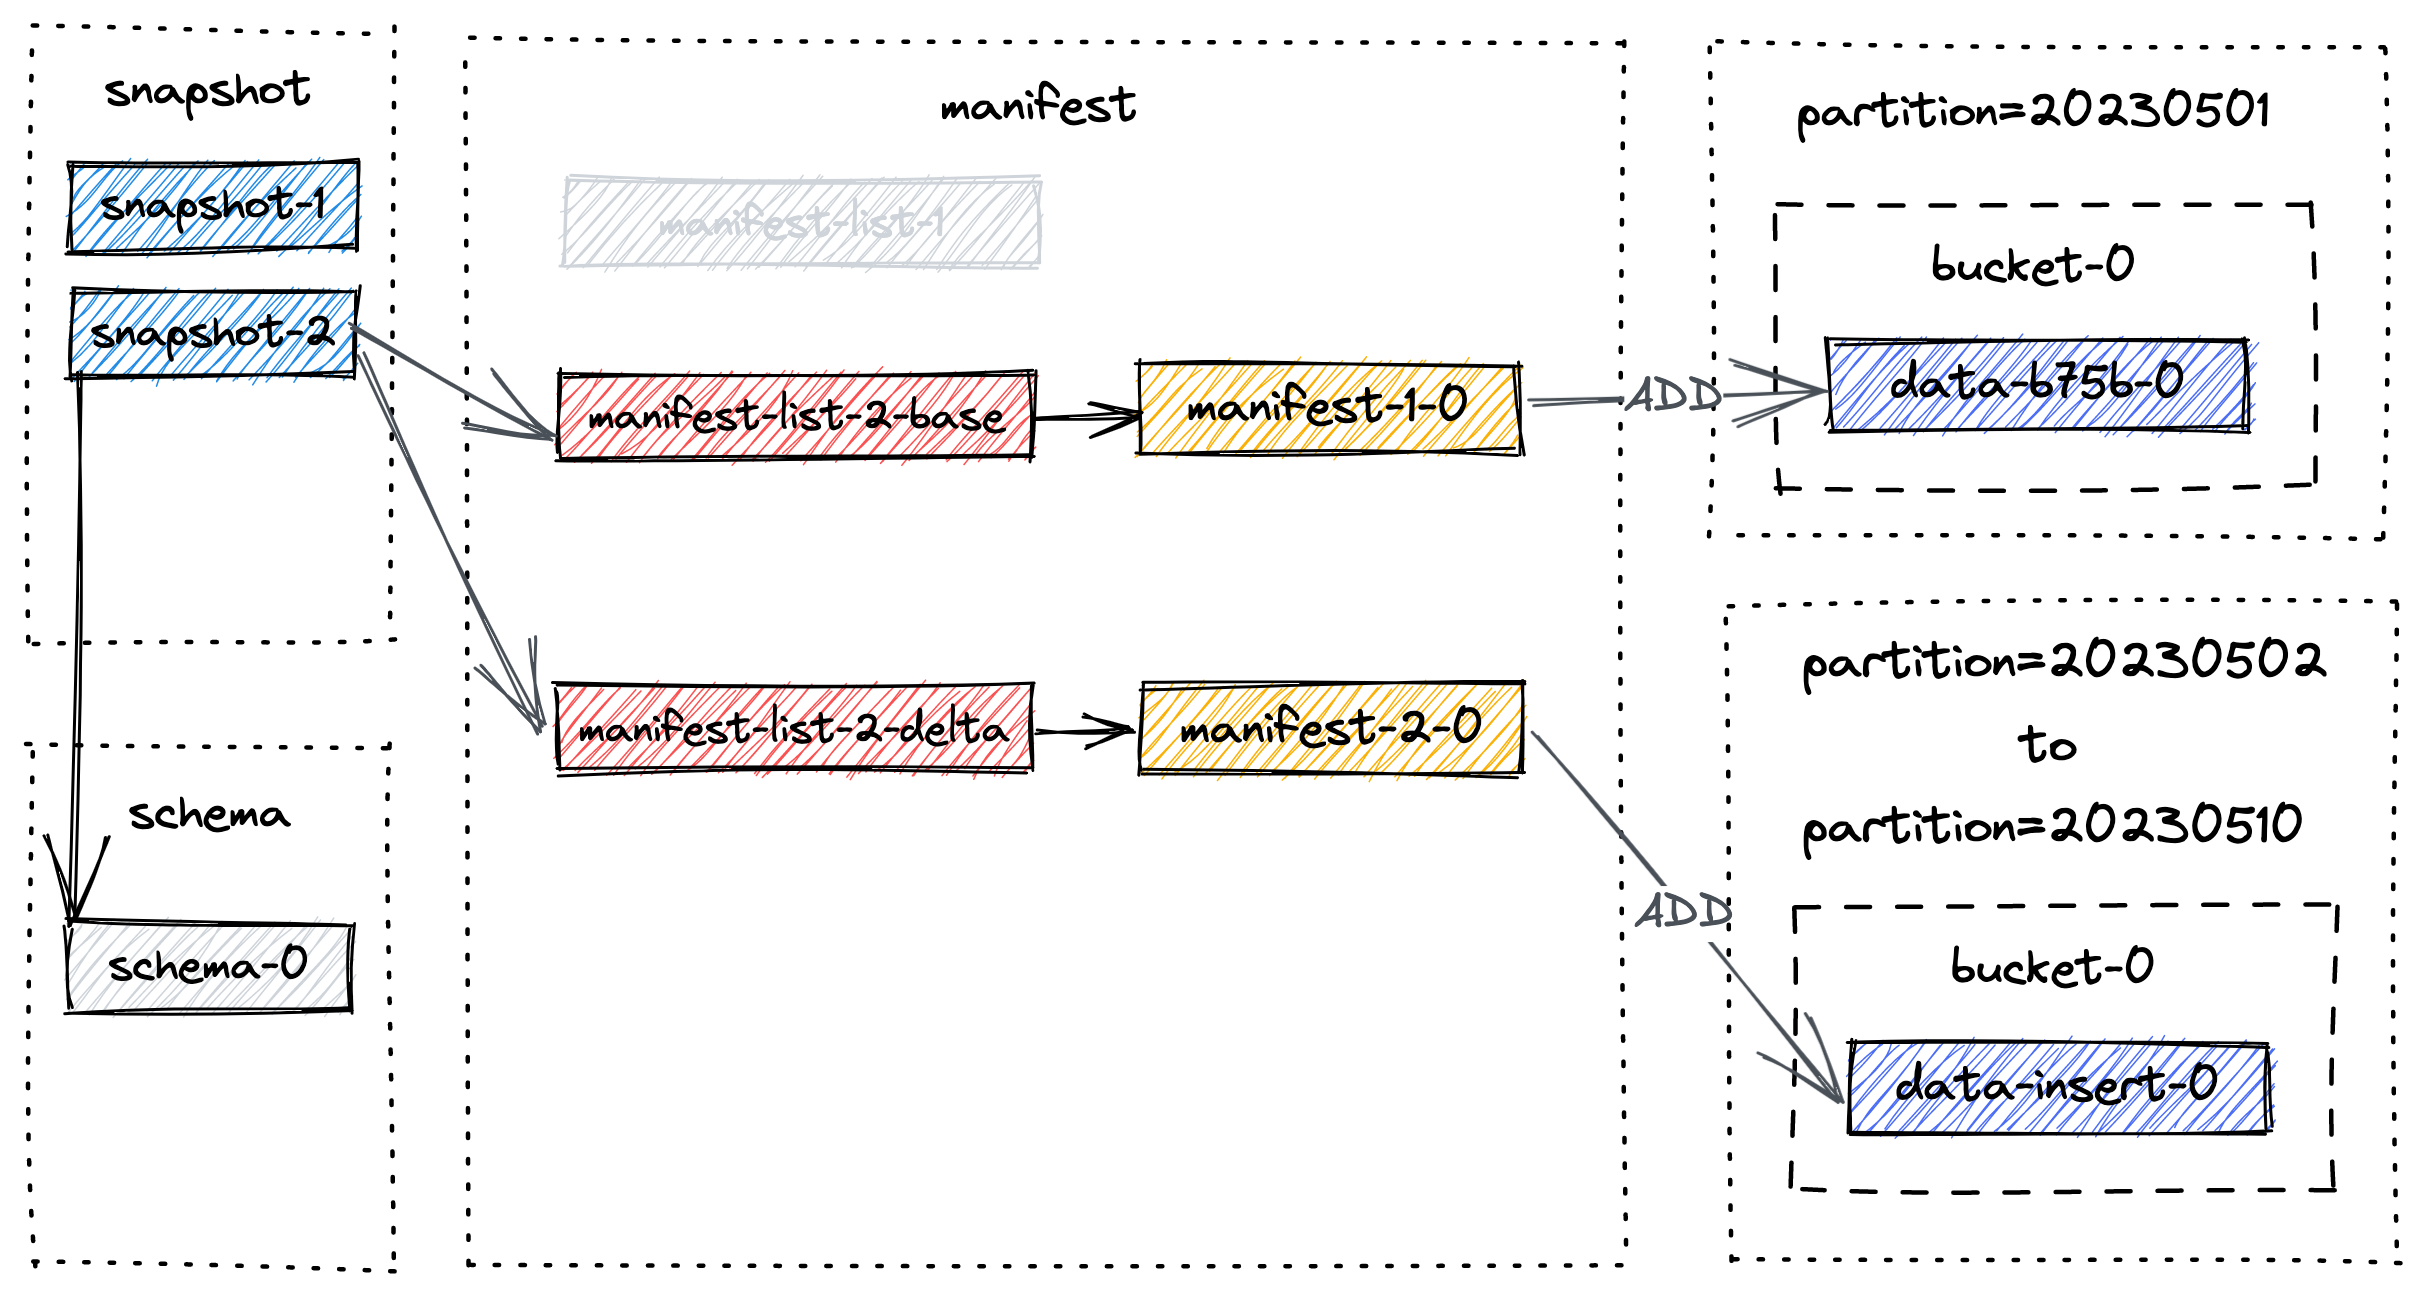 snapshot
snapshot-1
snapshot-2
schema
schema-0
manifest
manifest-list-1
manifest-list-2-base
manifest-1-0
manifest-list-2-delta
manifest-2-0
ADD
ADD
partition=20230501
bucket-0
data-b75b-0
partition=20230502
to
partition=20230510
bucket-0
data-insert-0